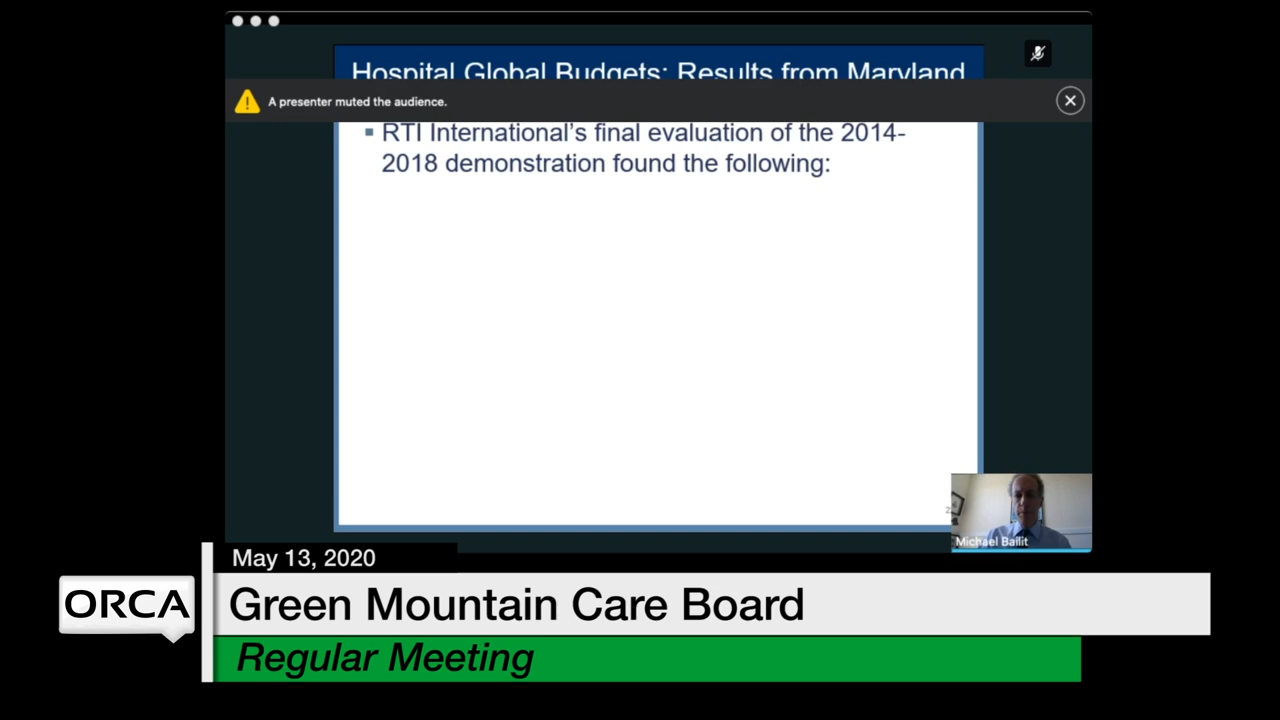 Hospital Global Budgets: Results from Maryland
A presenter muted the audience.
▪ RTI International's final evaluation of the 2014-
2018 demonstration found the following:
Michael Bailit
May 13, 2020
ORCA
Green Mountain Care Board
Regular Meeting